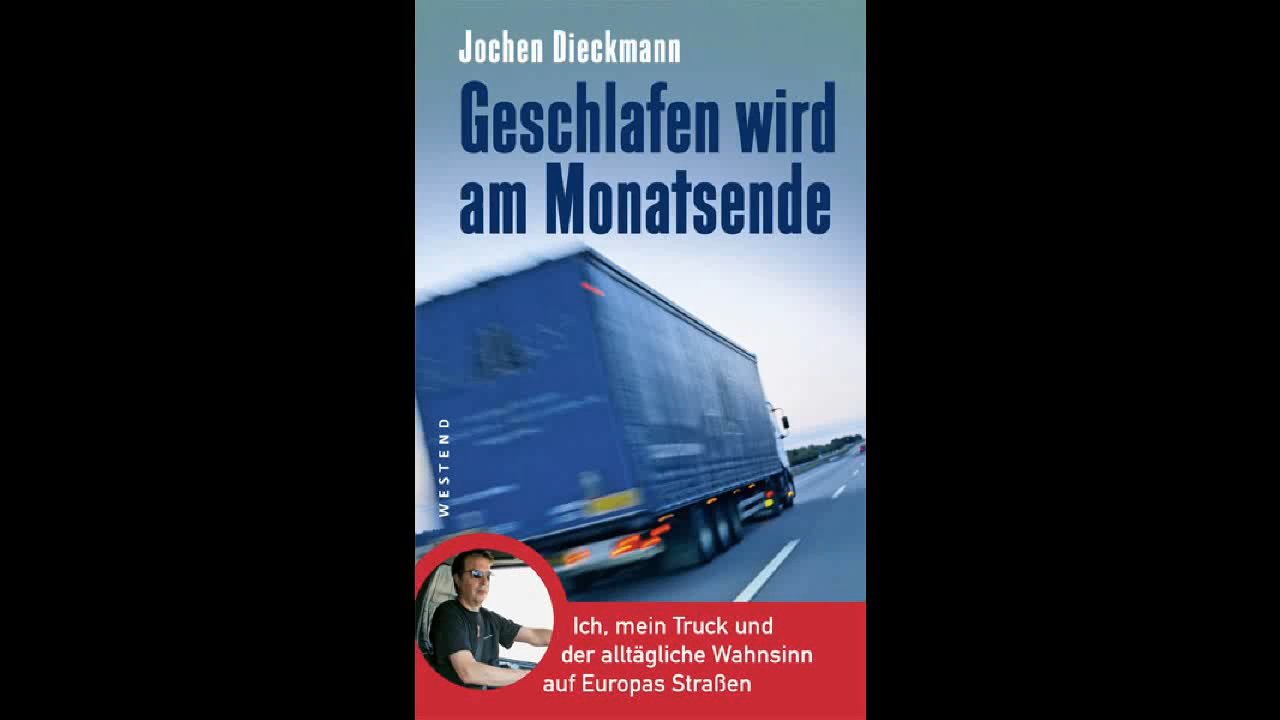 Jochen Dieckmann
Geschlafen wird
am Monatsende
WESTEND
Ich, mein Truck und
der alltägliche Wahnsinn
auf Europas Straßen